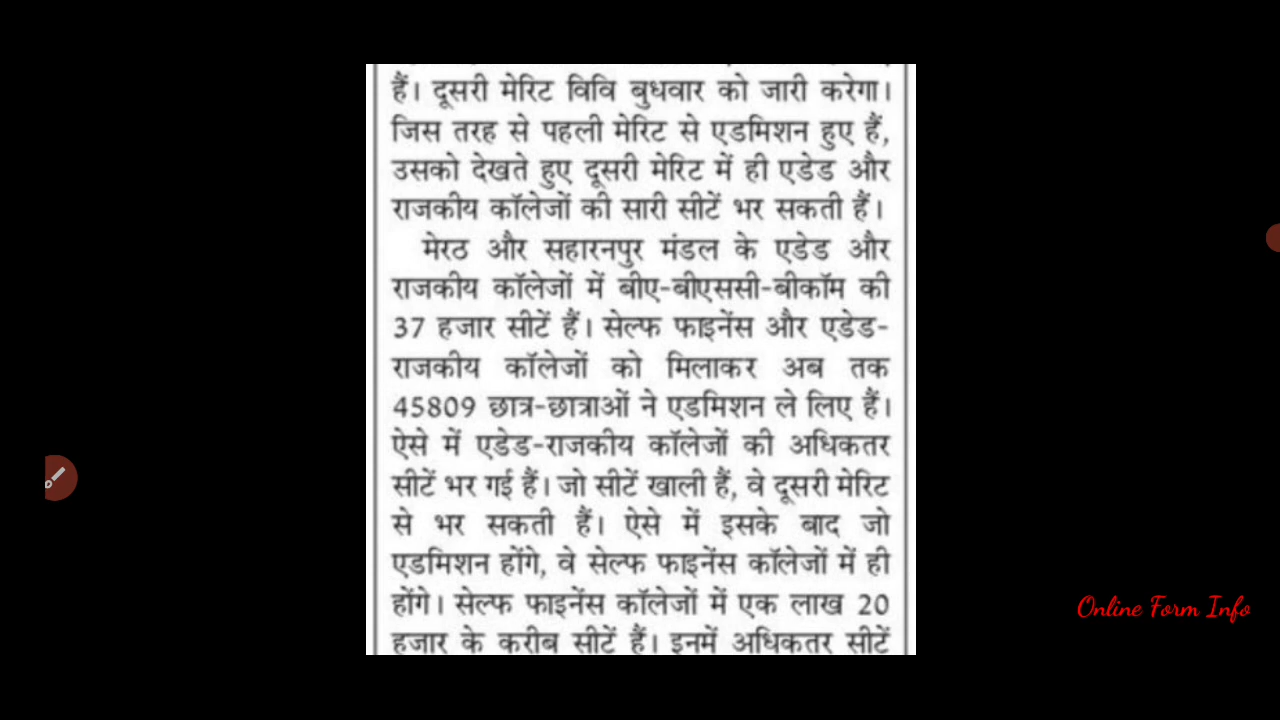 हैं। दूसरी मेरिट विवि बुधवार को जारी करेगा।
जिस तरह से पहली मेरिट से एडमिशन हुए हैं,
उसको देखते हुए दूसरी मेरिट में ही एडेड और
राजकीय कॉलेजों की सारी सीटें भर सकती हैं।
मेरठ और सहारनपुर मंडल के एडेड और
राजकीय कॉलेजों में बीए-बीएससी-बीकॉम की
37 हजार सीटें हैं। सेल्फ फाइनेंस और एडेड-
राजकीय कॉलेजों को मिलाकर अब तक
45809 छात्र-छात्राओं ने एडमिशन ले लिए हैं।
ऐसे में एडेड-राजकीय कॉलेजों की अधिकतर
सीटें भर गई हैं। जो सीटें खाली हैं, वे दूसरी मेरिट
से भर सकती हैं। ऐसे में इसके बाद जो
एडमिशन होंगे, वे सेल्फ फाइनेंस कॉलेजों में ही
होंगे। सेल्फ फाइनेंस कॉलेजों में एक लाख 20
हजार के करीब सीटें हैं। इनमें अधिकतर सीटें
Online Form Info